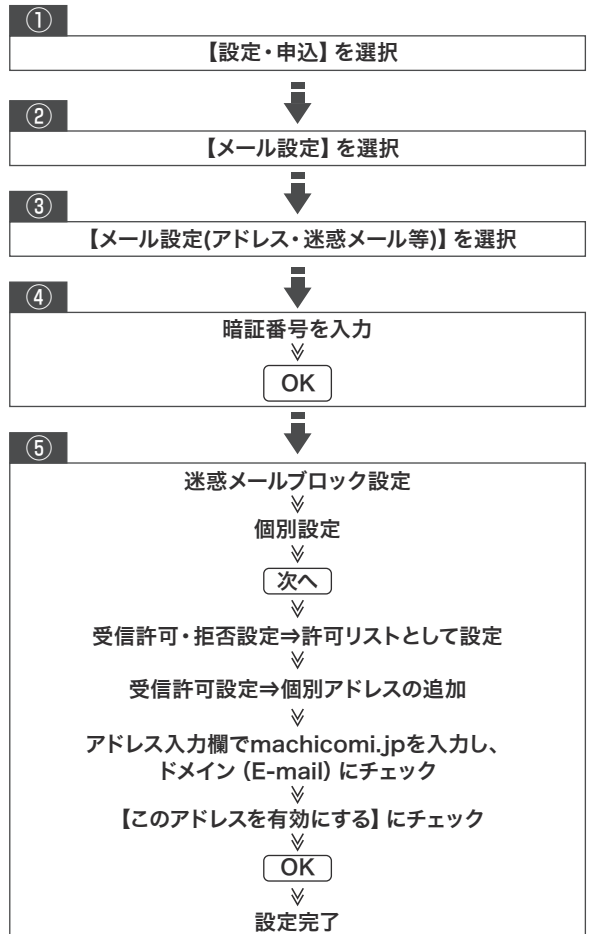 ①
【設定・申込】を選択
②
【メール設定】を選択
③
【メール設定(アドレス・迷惑メール等)】を選択
④
暗証番号を入力
OK
⑤
迷惑メールブロック設定
個別設定
次へ
受信許可・拒否設定⇒許可リストとして設定
受信許可設定⇒個別アドレスの追加
アドレス入力欄でmachicomi.jpを入力し、
ドメイン（E-mail）にチェック
【このアドレスを有効にする】にチェック
OK
設定完了